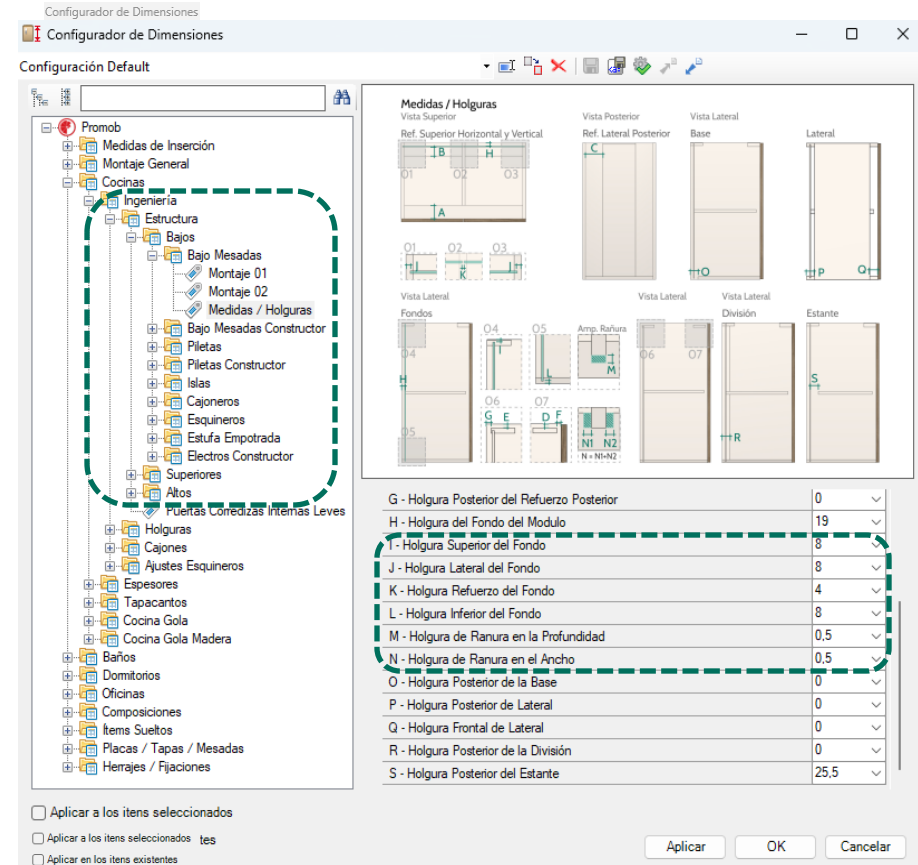 Configurador de Dimensiones
Configurador de Dimensiones
Configuración Default
Promob
Medidas de Inserción
Montaje General
Cocinas
Ingeniería
Estructura
Bajos
Bajo Mesadas
Montaje 01
Montaje 02
Medidas / Holguras
Bajo Mesadas Constructor
Piletas
Piletas Constructor
Islas
Cajoneros
Esquineros
Estufa Empotrada
Electros Constructor
Superiores
Altos
Puertas Corredizas Internas Leves
Holguras
Cajones
Ajustes Esquineros
Espesores
Tapacantos
Cocina Gola
Cocina Gola Madera
Baños
Dormitorios
Oficinas
Composiciones
Ítems Sueltos
Placas / Tapas / Mesadas
Herrajes / Fijaciones
Medidas / Holguras
Vista Superior Vista Posterior Vista Lateral
Ref. Superior Horizontal y Vertical Ref. Lateral Posterior Base Lateral
B H C
O1 O2 O3
A
O1 O2 O3
J K L O P Q
Vista Lateral Vista Lateral Vista Lateral
Fondos División Estante
O4 O4 O5 Amp. Ranura O6 O7
H I L M S
O6 O7
G E D F
O5 N1 N2 R
N = N1+N2
G - Holgura Posterior del Refuerzo Posterior 0
H - Holgura del Fondo del Modulo 19
I - Holgura Superior del Fondo 8
J - Holgura Lateral del Fondo 8
K - Holgura Refuerzo del Fondo 4
L - Holgura Inferior del Fondo 8
M - Holgura de Ranura en la Profundidad 0,5
N - Holgura de Ranura en el Ancho 0,5
O - Holgura Posterior de la Base 0
P - Holgura Posterior de Lateral 0
Q - Holgura Frontal de Lateral 0
R - Holgura Posterior de la División 0
S - Holgura Posterior del Estante 25,5
Aplicar a los itens seleccionados
Aplicar a los itens seleccionados tes
Aplicar en los itens existentes
Aplicar OK Cancelar